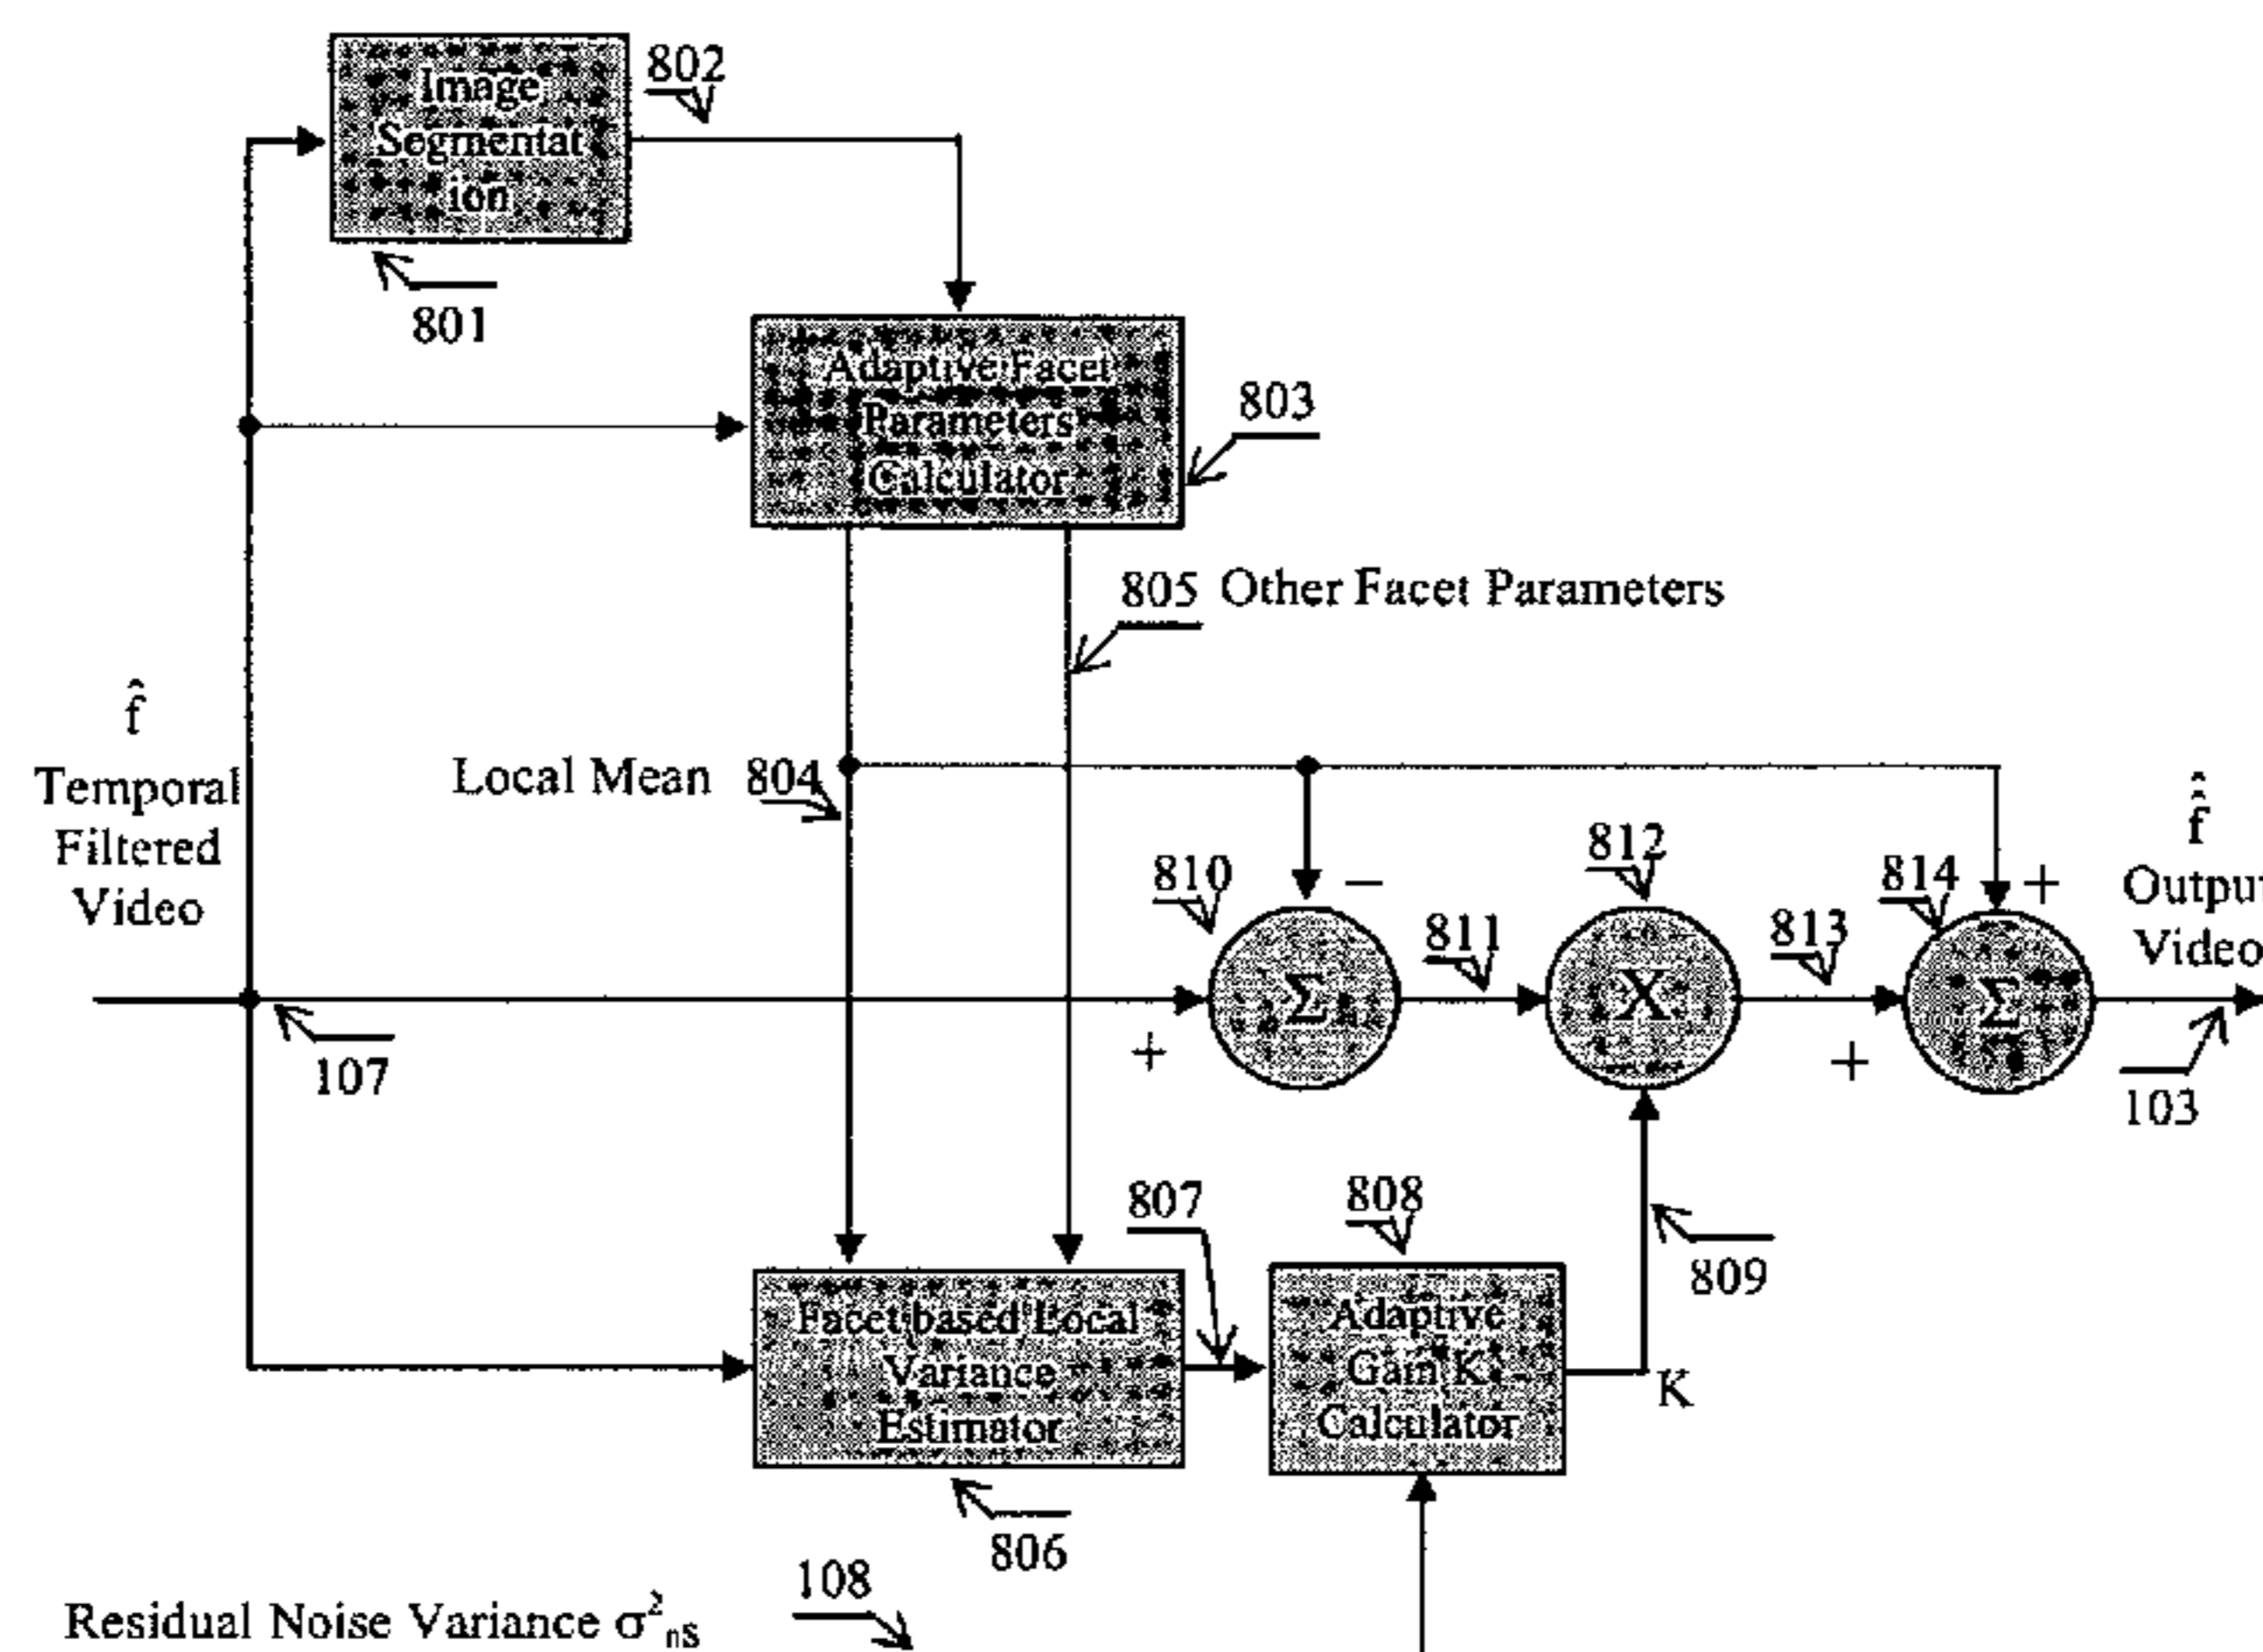 Image
Segmentat
ion
802
801
Adaptive Facet
Parameters
Calculator
803
805 Other Facet Parameters
f̂
Temporal
Filtered
Video
Local Mean 804
810
−
812
814
+
f̂̂
Output
Video
811
813
Σ
X
Σ
107
+
+
103
807
808
809
Facet based Local
Variance
Estimator
Adaptive
Gain K
Calculator
K
806
108
Residual Noise Variance σ²ns